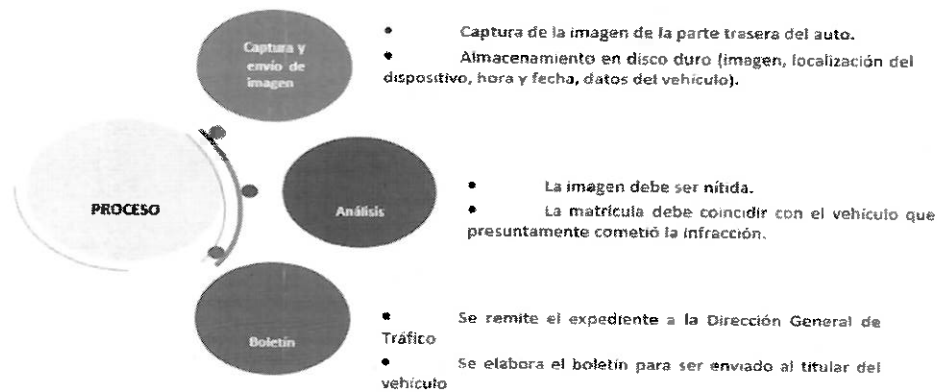 PROCESO
Captura y
envío de
imagen
• Captura de la imagen de la parte trasera del auto.
• Almacenamiento en disco duro (imagen, localización del
dispositivo, hora y fecha, datos del vehículo).
Análisis
• La imagen debe ser nítida.
• La matrícula debe coincidir con el vehículo que
presuntamente cometió la infracción.
Boletín
• Se remite el expediente a la Dirección General de
Tráfico
• Se elabora el boletín para ser enviado al titular del
vehículo